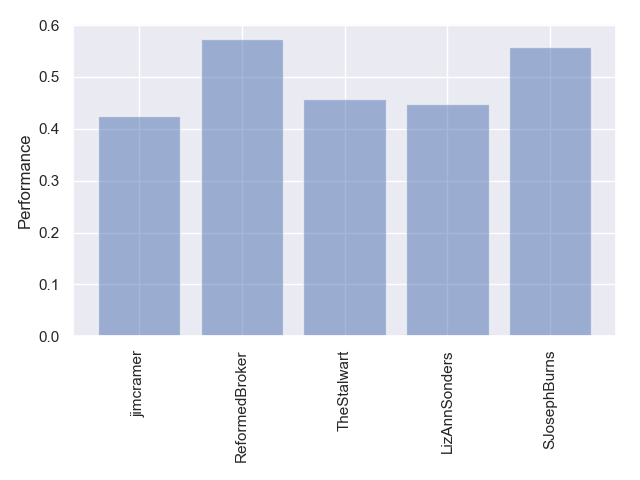 0.6
0.5
0.4
0.3
0.2
0.1
0.0
Performance
jimcramer
ReformedBroker
TheStalwart
LizAnnSonders
SJosephBurns